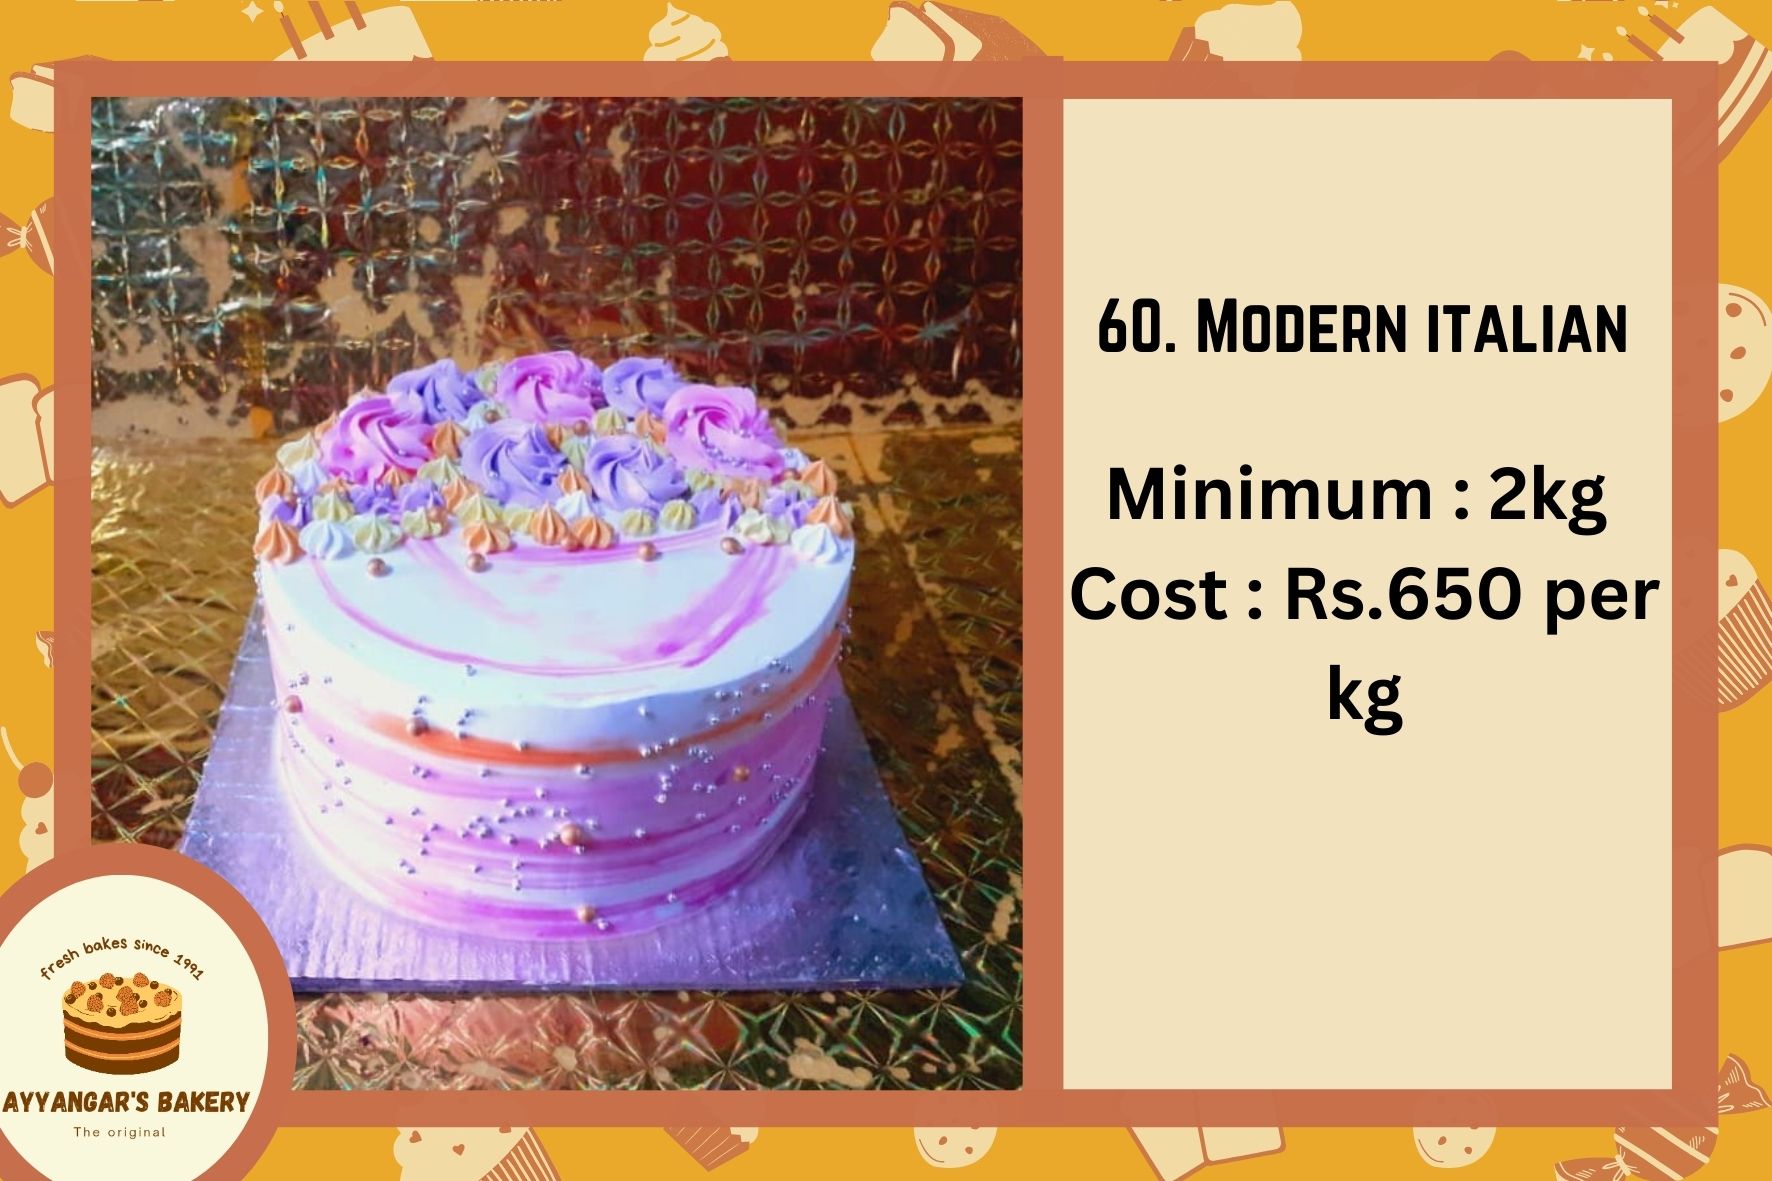 60. MODERN ITALIAN
Minimum : 2kg
Cost : Rs.650 per
kg
fresh bakes since 1991
AYYANGAR'S BAKERY
The original